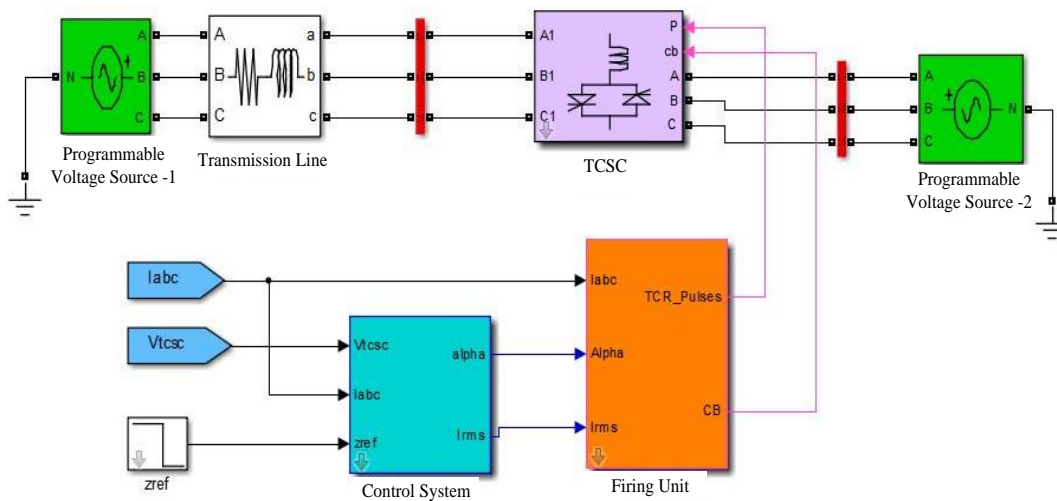 A
N
+
B
C
Programmable
Voltage Source -1
A
a
B
b
C
c
Transmission Line
A1
P
cb
B1
A
B
C1
C
TCSC
A
+
B
N
C
Programmable
Voltage Source -2
Iabc
Vtcsc
zref
Vtcsc
alpha
Iabc
zref
Irms
Control System
Iabc
TCR_Pulses
Alpha
CB
Irms
Firing Unit